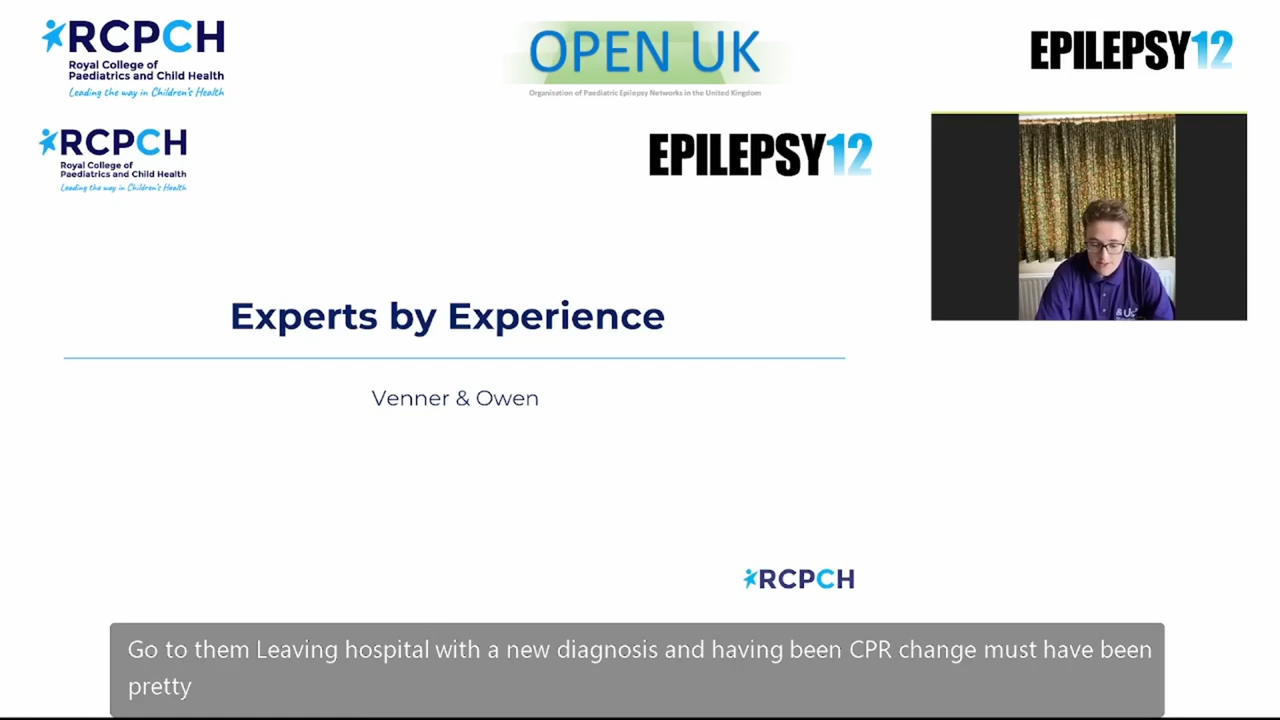 RCPCH
Royal College of
Paediatrics and Child Health
Leading the way in Children's Health
OPEN UK
Organisation of Paediatric Epilepsy Networks in the United Kingdom
EPILEPSY12
RCPCH
Royal College of
Paediatrics and Child Health
Leading the way in Children's Health
EPILEPSY12
&Us
Experts by Experience
Venner & Owen
RCPCH
Go to them Leaving hospital with a new diagnosis and having been CPR change must have been
pretty